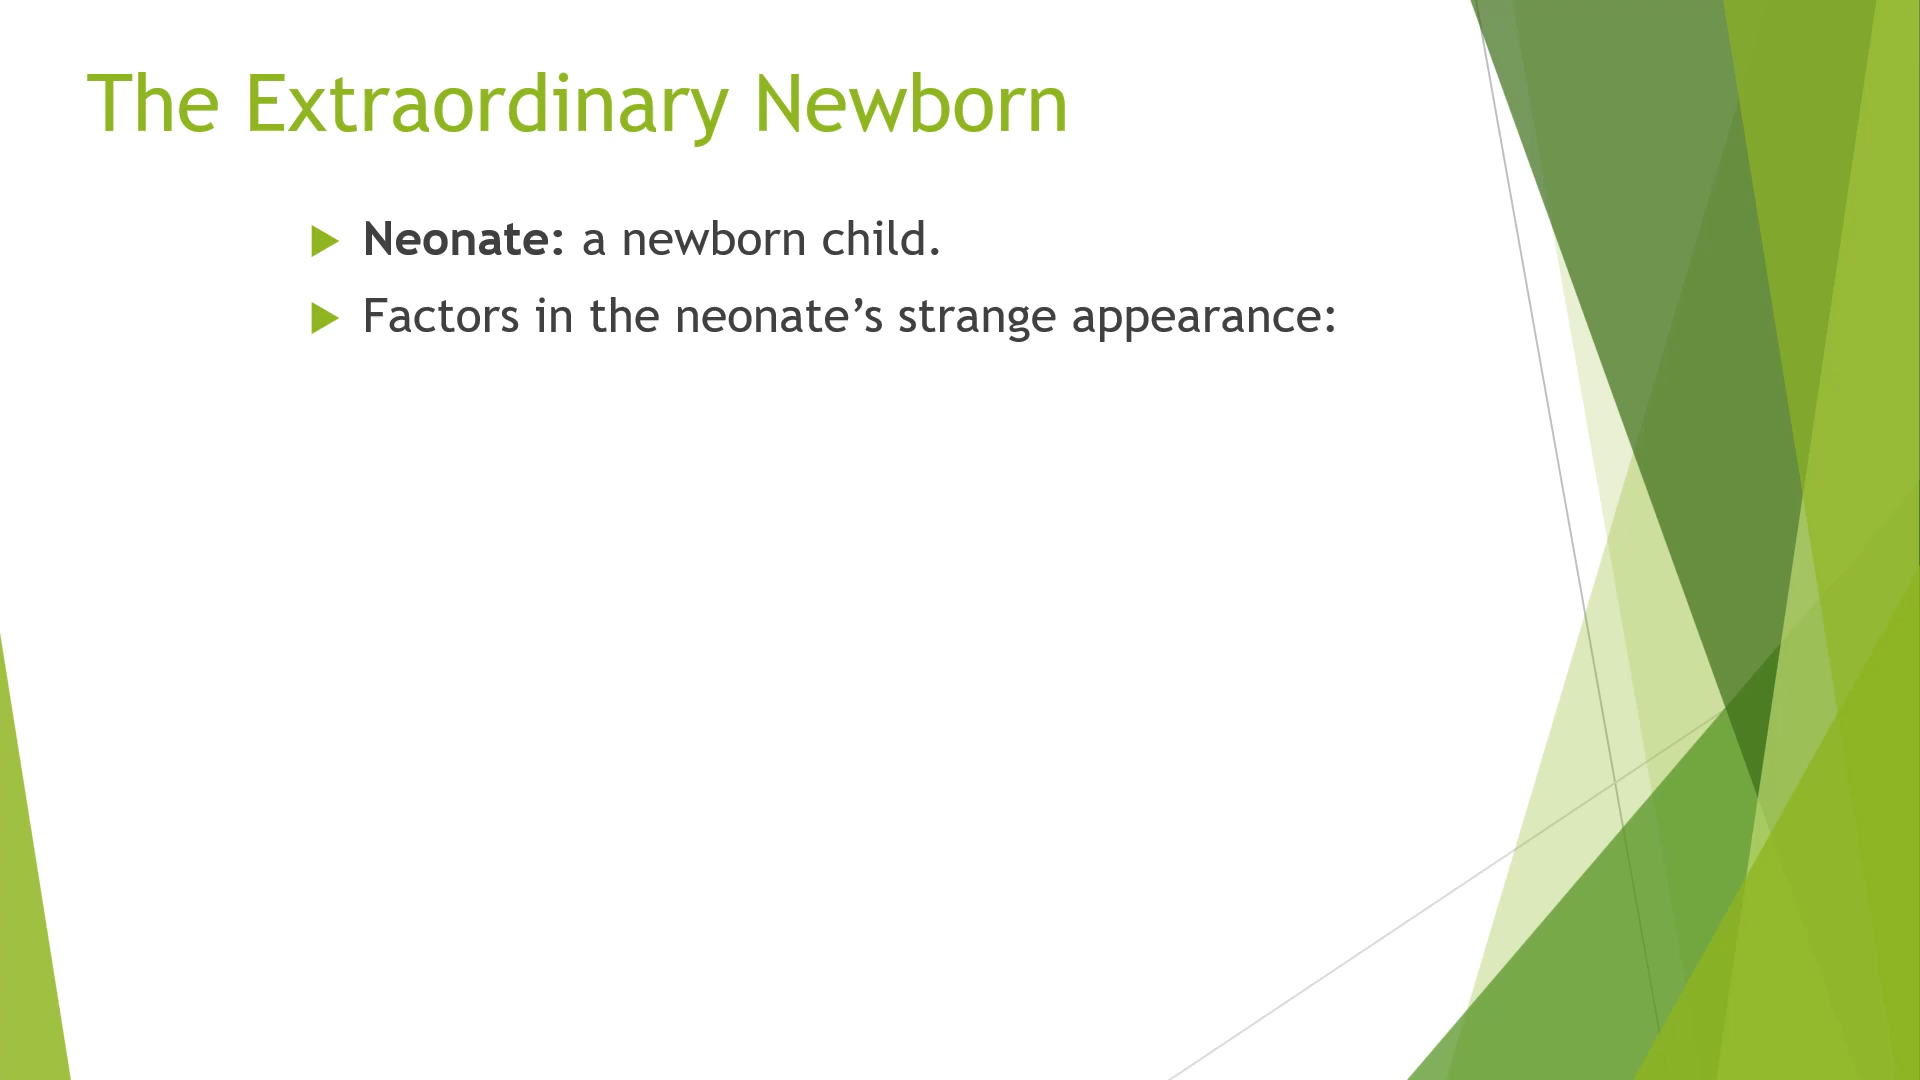 The Extraordinary Newborn
Neonate: a newborn child.
Factors in the neonate’s strange appearance: